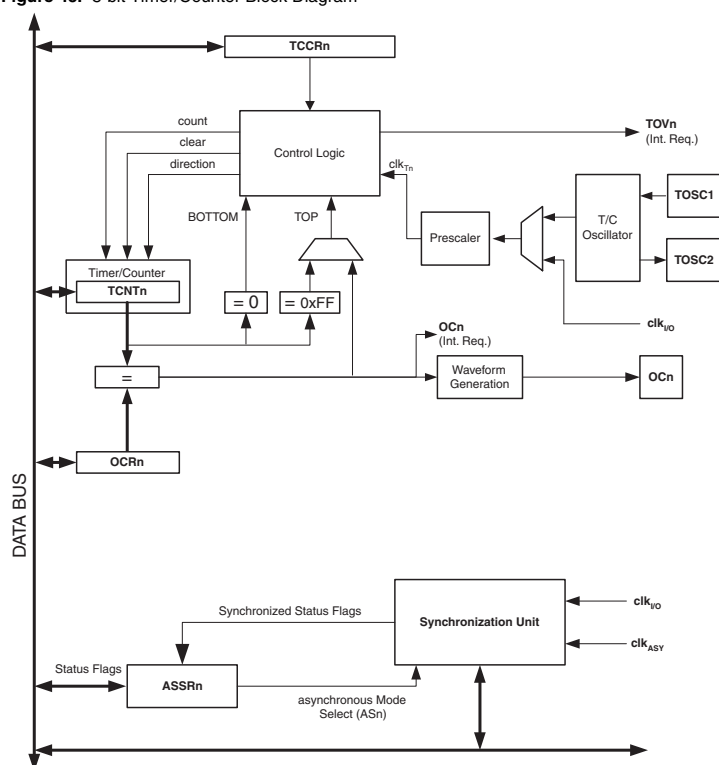 Figure 45. 8-bit Timer/Counter Block Diagram
TCCRn
count
clear
direction
Control Logic
clkTn
TOVn
(Int. Req.)
BOTTOM
TOP
Prescaler
T/C
Oscillator
TOSC1
TOSC2
clkI/O
Timer/Counter
TCNTn
= 0
= 0xFF
OCn
(Int. Req.)
=
Waveform
Generation
OCn
OCRn
DATA BUS
Synchronized Status Flags
Synchronization Unit
clkI/O
clkASY
Status Flags
ASSRn
asynchronous Mode
Select (ASn)